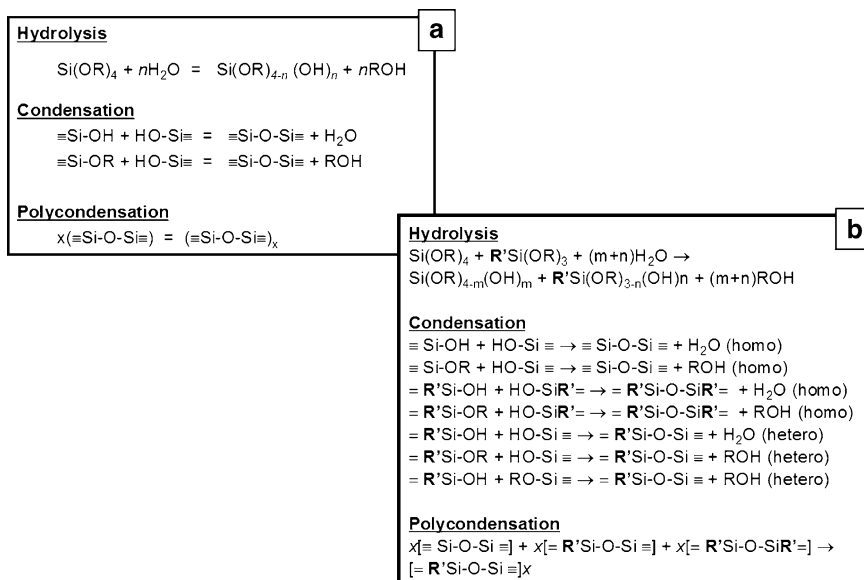 a
Hydrolysis
Si(OR)₄ + nH₂O = Si(OR)₄₋ₙ (OH)ₙ + nROH
Condensation
≡Si-OH + HO-Si≡ = ≡Si-O-Si≡ + H₂O
≡Si-OR + HO-Si≡ = ≡Si-O-Si≡ + ROH
Polycondensation
x(≡Si-O-Si≡) = (≡Si-O-Si≡)ₓ
b
Hydrolysis
Si(OR)₄ + R'Si(OR)₃ + (m+n)H₂O →
Si(OR)₄₋ₘ(OH)ₘ + R'Si(OR)₃₋ₙ(OH)n + (m+n)ROH
Condensation
≡ Si-OH + HO-Si ≡ → ≡ Si-O-Si ≡ + H₂O (homo)
≡ Si-OR + HO-Si ≡ → ≡ Si-O-Si ≡ + ROH (homo)
= R'Si-OH + HO-SiR'= → = R'Si-O-SiR'= + H₂O (homo)
= R'Si-OR + HO-SiR'= → = R'Si-O-SiR'= + ROH (homo)
= R'Si-OH + HO-Si ≡ → = R'Si-O-Si ≡ + H₂O (hetero)
= R'Si-OR + HO-Si ≡ → = R'Si-O-Si ≡ + ROH (hetero)
= R'Si-OH + RO-Si ≡ → = R'Si-O-Si ≡ + ROH (hetero)
Polycondensation
x[≡ Si-O-Si ≡] + x[= R'Si-O-Si ≡] + x[= R'Si-O-SiR'=] →
[= R'Si-O-Si ≡]x